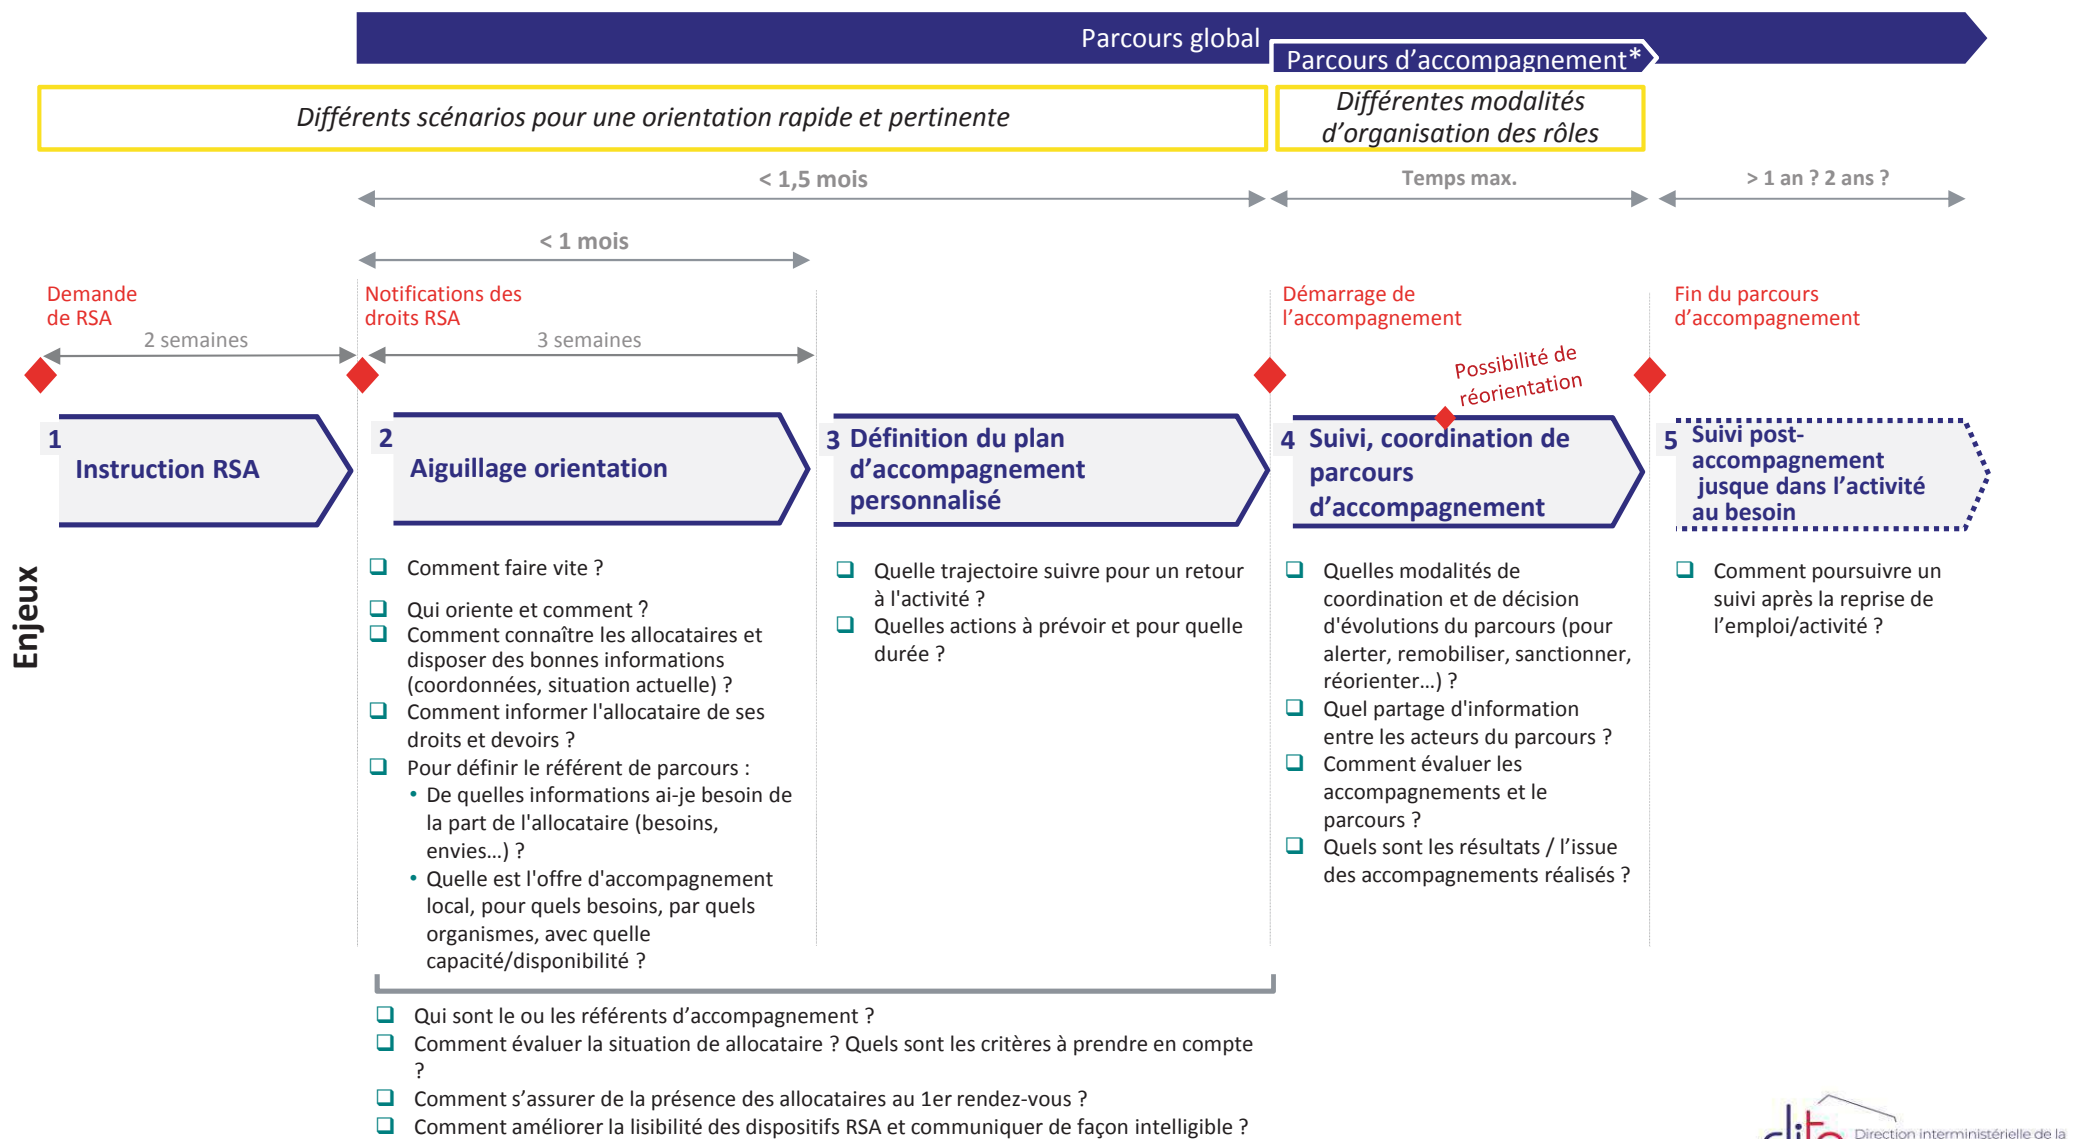 Parcours global
Parcours d'accompagnement*
Différents scénarios pour une orientation rapide et pertinente
Différentes modalités
d'organisation des rôles
< 1,5 mois
Temps max.
> 1 an ? 2 ans ?
< 1 mois
Demande
de RSA
Notifications des
droits RSA
Démarrage de
l'accompagnement
Fin du parcours
d'accompagnement
2 semaines
3 semaines
Possibilité de
réorientation
1
Instruction RSA
2
Aiguillage orientation
3 Définition du plan
d'accompagnement
personnalisé
4 Suivi, coordination de
parcours
d'accompagnement
5 Suivi post-
accompagnement
jusque dans l'activité
au besoin
Enjeux
❑ Comment faire vite ?
❑ Qui oriente et comment ?
❑ Comment connaître les allocataires et
disposer des bonnes informations
(coordonnées, situation actuelle) ?
❑ Comment informer l'allocataire de ses
droits et devoirs ?
❑ Pour définir le référent de parcours :
• De quelles informations ai-je besoin de
la part de l'allocataire (besoins,
envies…) ?
• Quelle est l'offre d'accompagnement
local, pour quels besoins, par quels
organismes, avec quelle
capacité/disponibilité ?
❑ Quelle trajectoire suivre pour un retour
à l'activité ?
❑ Quelles actions à prévoir et pour quelle
durée ?
❑ Quelles modalités de
coordination et de décision
d'évolutions du parcours (pour
alerter, remobiliser, sanctionner,
réorienter…) ?
❑ Quel partage d'information
entre les acteurs du parcours ?
❑ Comment évaluer les
accompagnements et le
parcours ?
❑ Quels sont les résultats / l'issue
des accompagnements réalisés ?
❑ Comment poursuivre un
suivi après la reprise de
l'emploi/activité ?
❑ Qui sont le ou les référents d'accompagnement ?
❑ Comment évaluer la situation de allocataire ? Quels sont les critères à prendre en compte
?
❑ Comment s'assurer de la présence des allocataires au 1er rendez-vous ?
❑ Comment améliorer la lisibilité des dispositifs RSA et communiquer de façon intelligible ?
Direction interministérielle de la